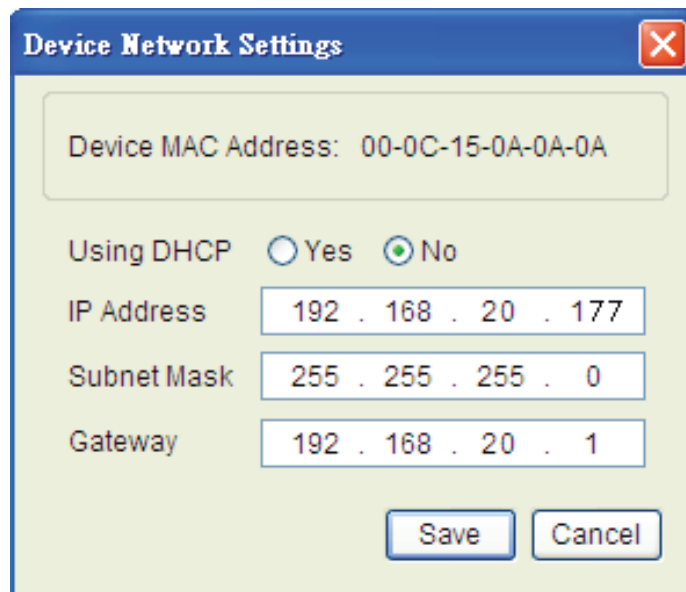 Device Network Settings
Device MAC Address: 00-0C-15-0A-0A-0A
Using DHCP Yes No
IP Address 192 . 168 . 20 . 177
Subnet Mask 255 . 255 . 255 . 0
Gateway 192 . 168 . 20 . 1
Save Cancel